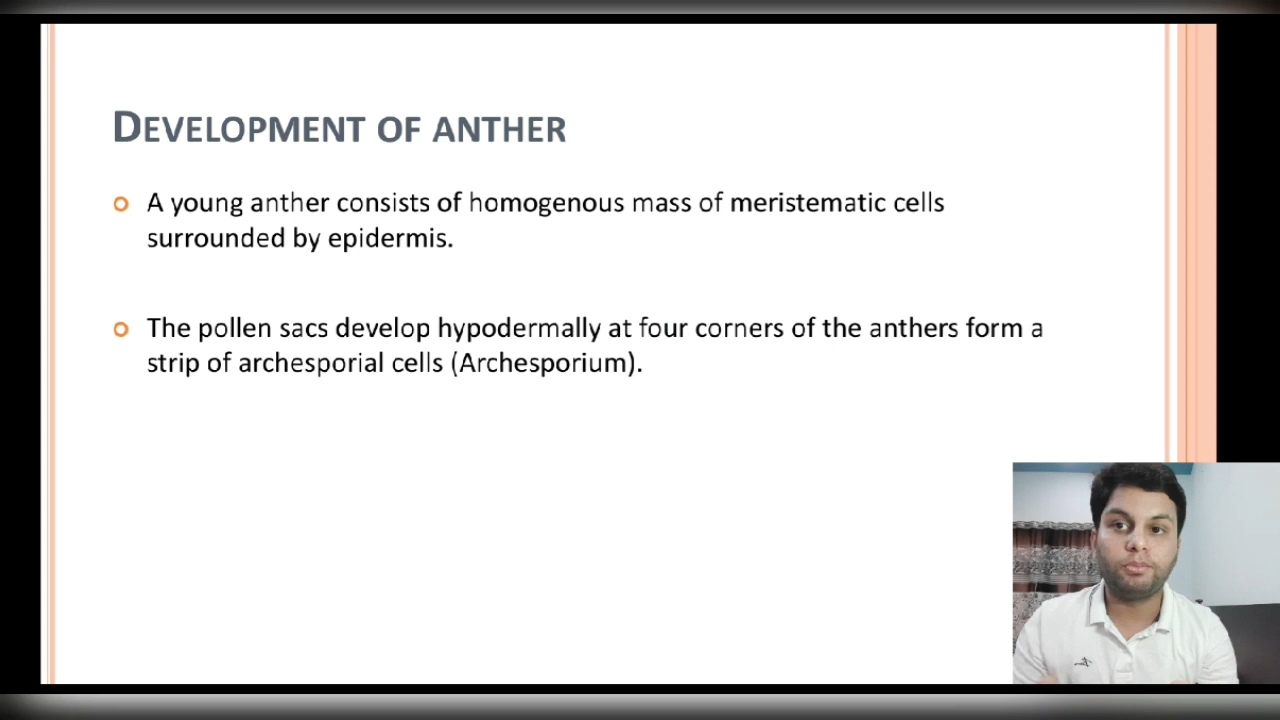 DEVELOPMENT OF ANTHER
A young anther consists of homogenous mass of meristematic cells
surrounded by epidermis.
The pollen sacs develop hypodermally at four corners of the anthers form a
strip of archesporial cells (Archesporium).